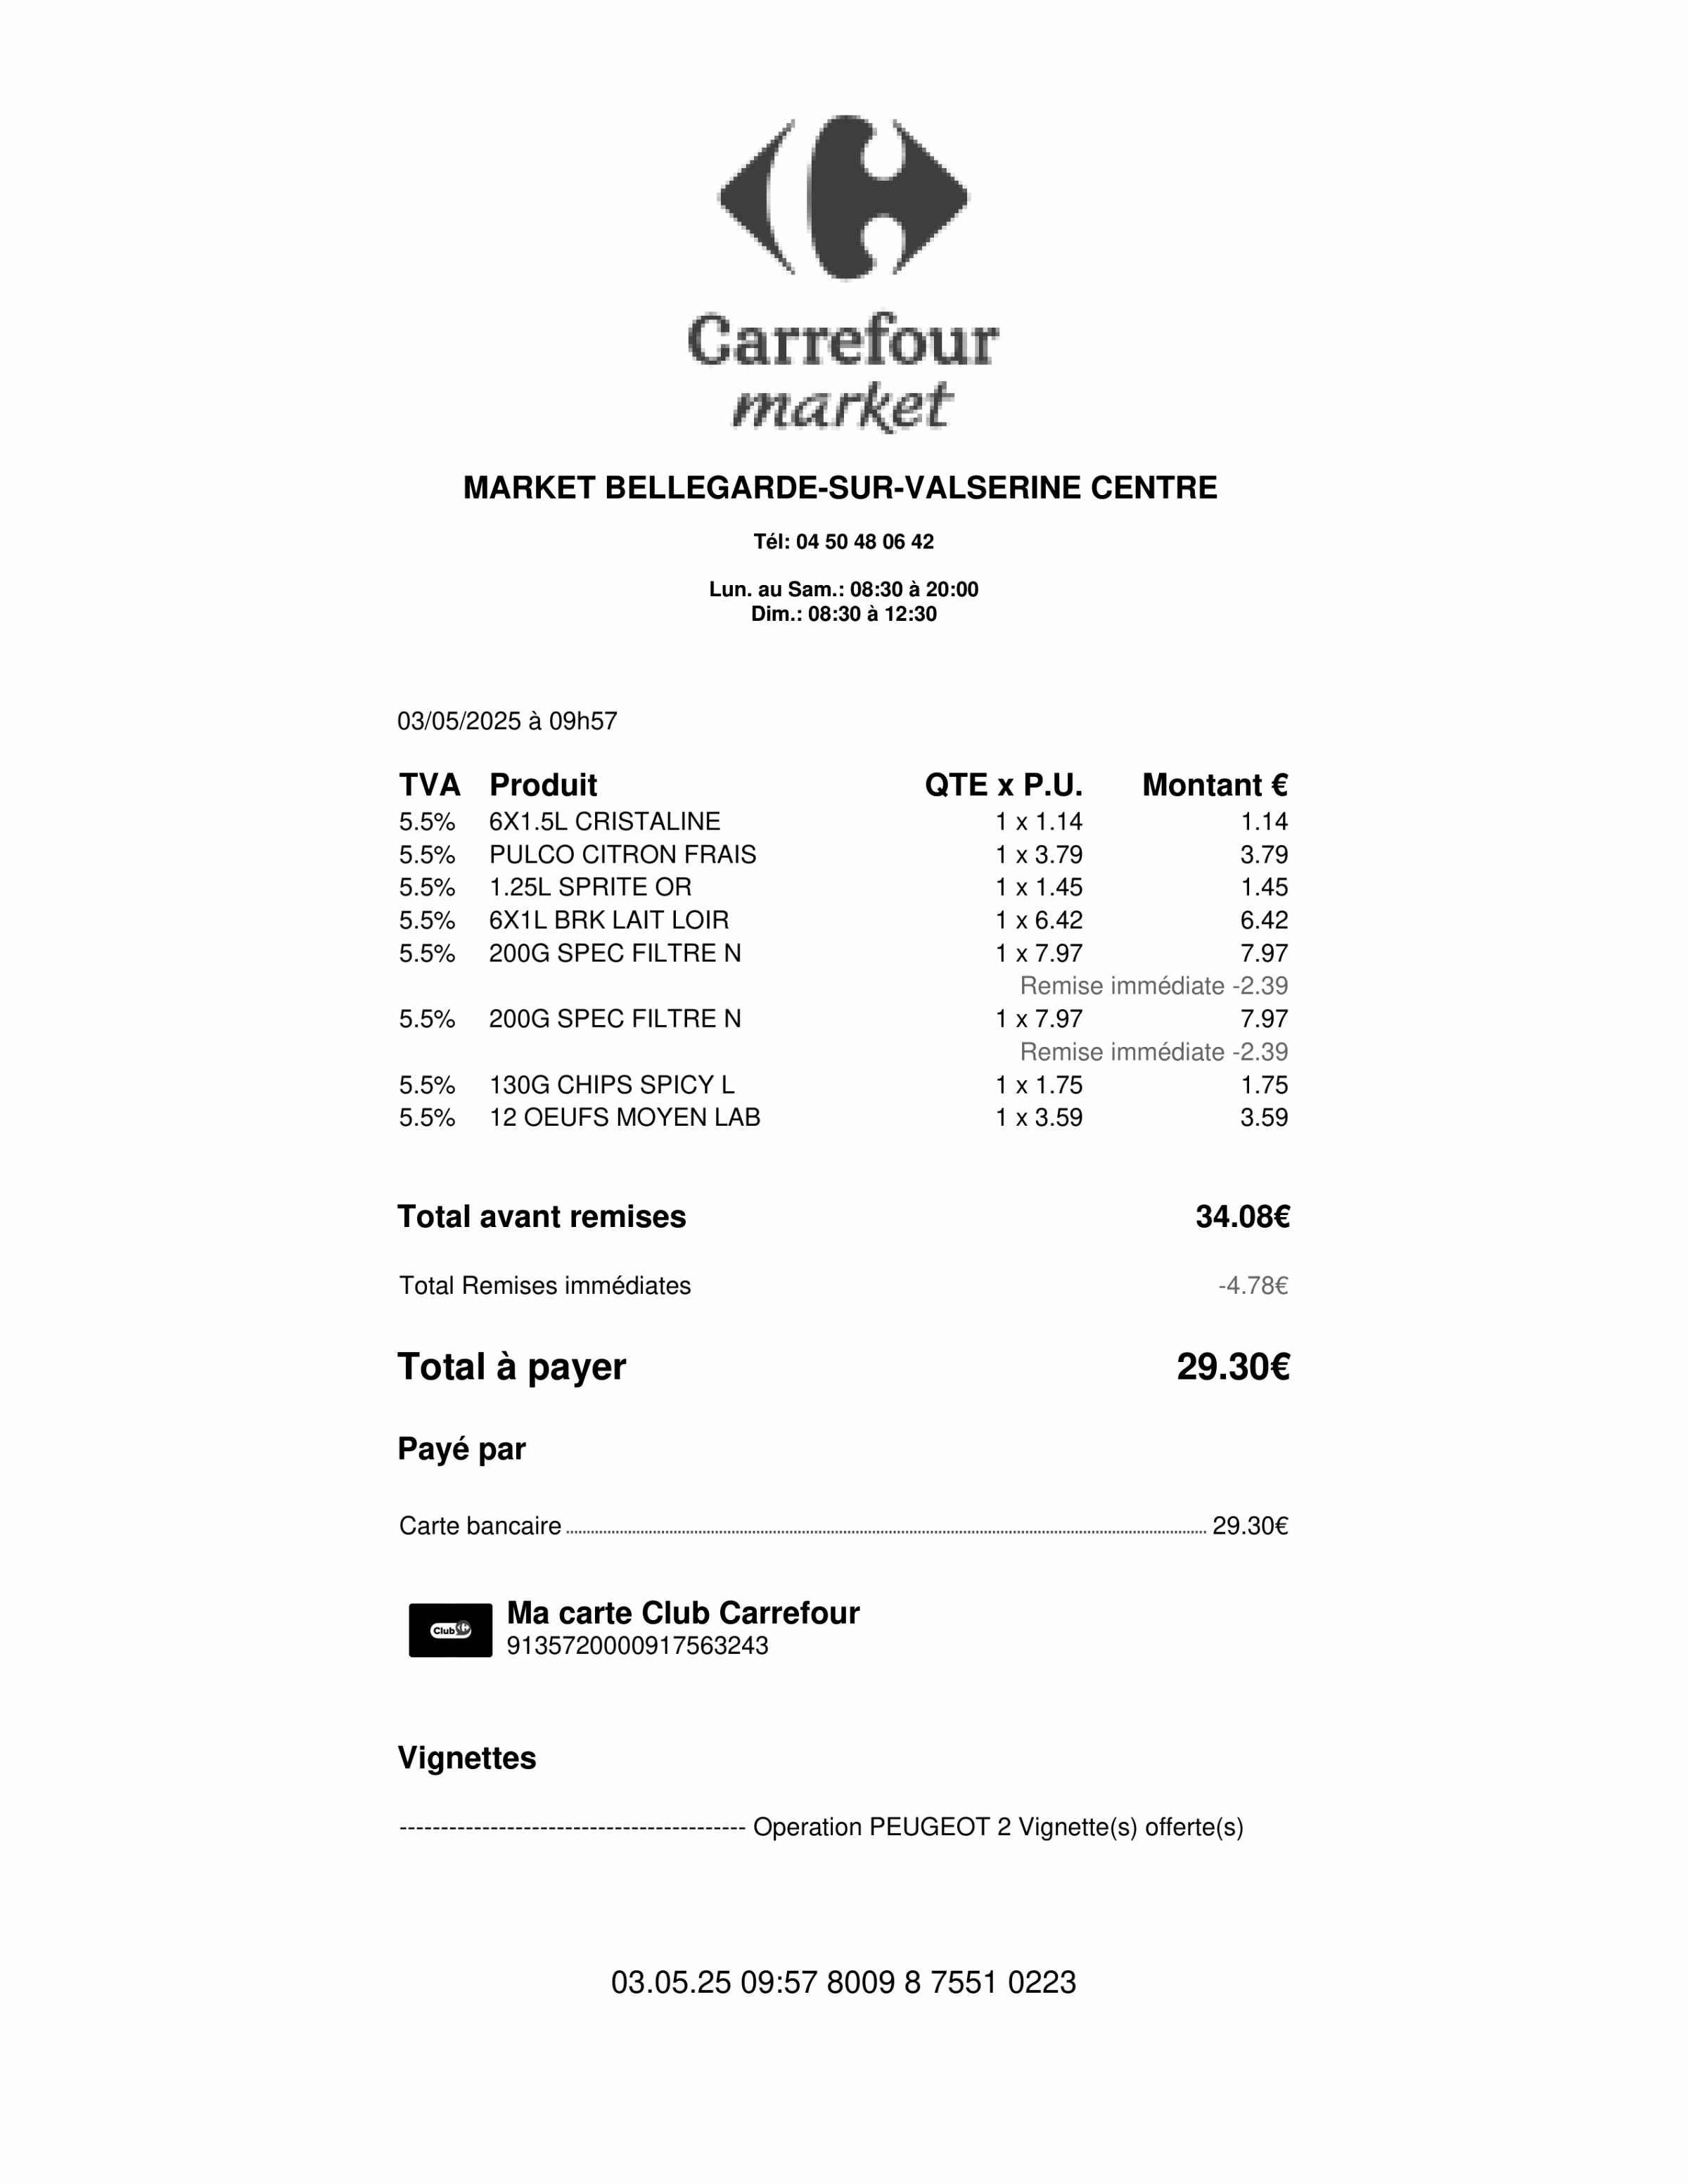 Carrefour
market
MARKET BELLEGARDE-SUR-VALSERINE CENTRE
Tél: 04 50 48 06 42
Lun. au Sam.: 08:30 à 20:00
Dim.: 08:30 à 12:30
03/05/2025 à 09h57
TVA Produit QTE x P.U. Montant €
5.5% 6X1.5L CRISTALINE 1 x 1.14 1.14
5.5% PULCO CITRON FRAIS 1 x 3.79 3.79
5.5% 1.25L SPRITE OR 1 x 1.45 1.45
5.5% 6X1L BRK LAIT LOIR 1 x 6.42 6.42
5.5% 200G SPEC FILTRE N 1 x 7.97 7.97
Remise immédiate -2.39
5.5% 200G SPEC FILTRE N 1 x 7.97 7.97
Remise immédiate -2.39
5.5% 130G CHIPS SPICY L 1 x 1.75 1.75
5.5% 12 OEUFS MOYEN LAB 1 x 3.59 3.59
Total avant remises 34.08€
Total Remises immédiates -4.78€
Total à payer 29.30€
Payé par
Carte bancaire 29.30€
Club
Ma carte Club Carrefour
9135720000917563243
Vignettes
------------------------------------------ Operation PEUGEOT 2 Vignette(s) offerte(s)
03.05.25 09:57 8009 8 7551 0223